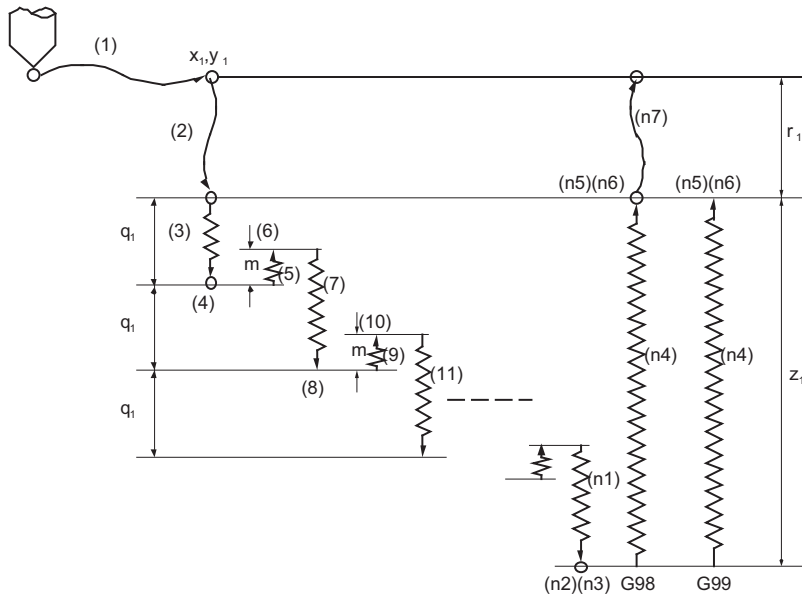 (1)
x₁,y₁
(2)
(n7)
r₁
(n5)(n6) (n5)(n6)
q₁
(3)
(6)
m
(5)
(7)
(4)
q₁
(10)
m
(9)
(8)
(11)
(n4) (n4)
z₁
q₁
(n1)
(n2)(n3) G98 G99